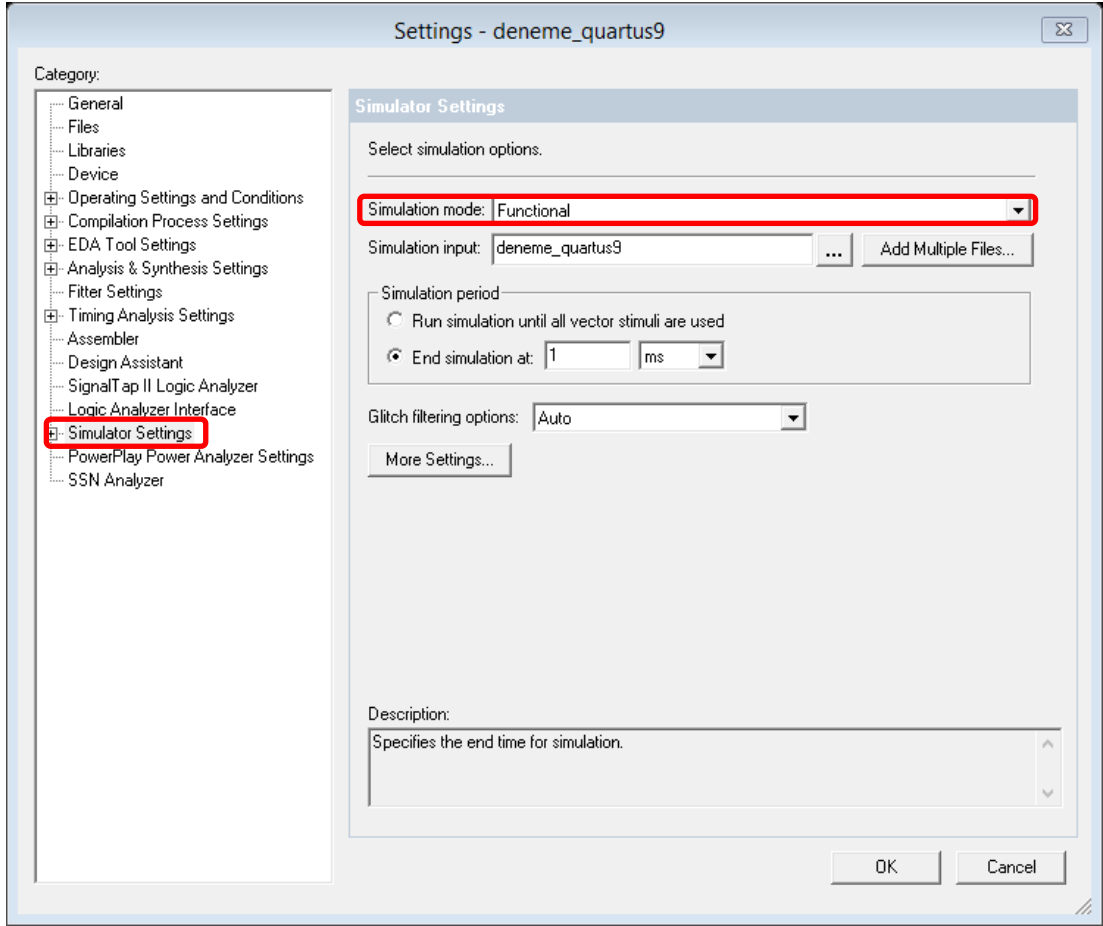 Settings - deneme_quartus9
Category:
General
Files
Libraries
Device
Operating Settings and Conditions
Compilation Process Settings
EDA Tool Settings
Analysis & Synthesis Settings
Fitter Settings
Timing Analysis Settings
Assembler
Design Assistant
SignalTap II Logic Analyzer
Logic Analyzer Interface
Simulator Settings
PowerPlay Power Analyzer Settings
SSN Analyzer
Simulator Settings
Select simulation options.
Simulation mode: Functional
Simulation input: deneme_quartus9 ... Add Multiple Files...
Simulation period
Run simulation until all vector stimuli are used
End simulation at: 1 ms
Glitch filtering options: Auto
More Settings...
Description:
Specifies the end time for simulation.
OK Cancel